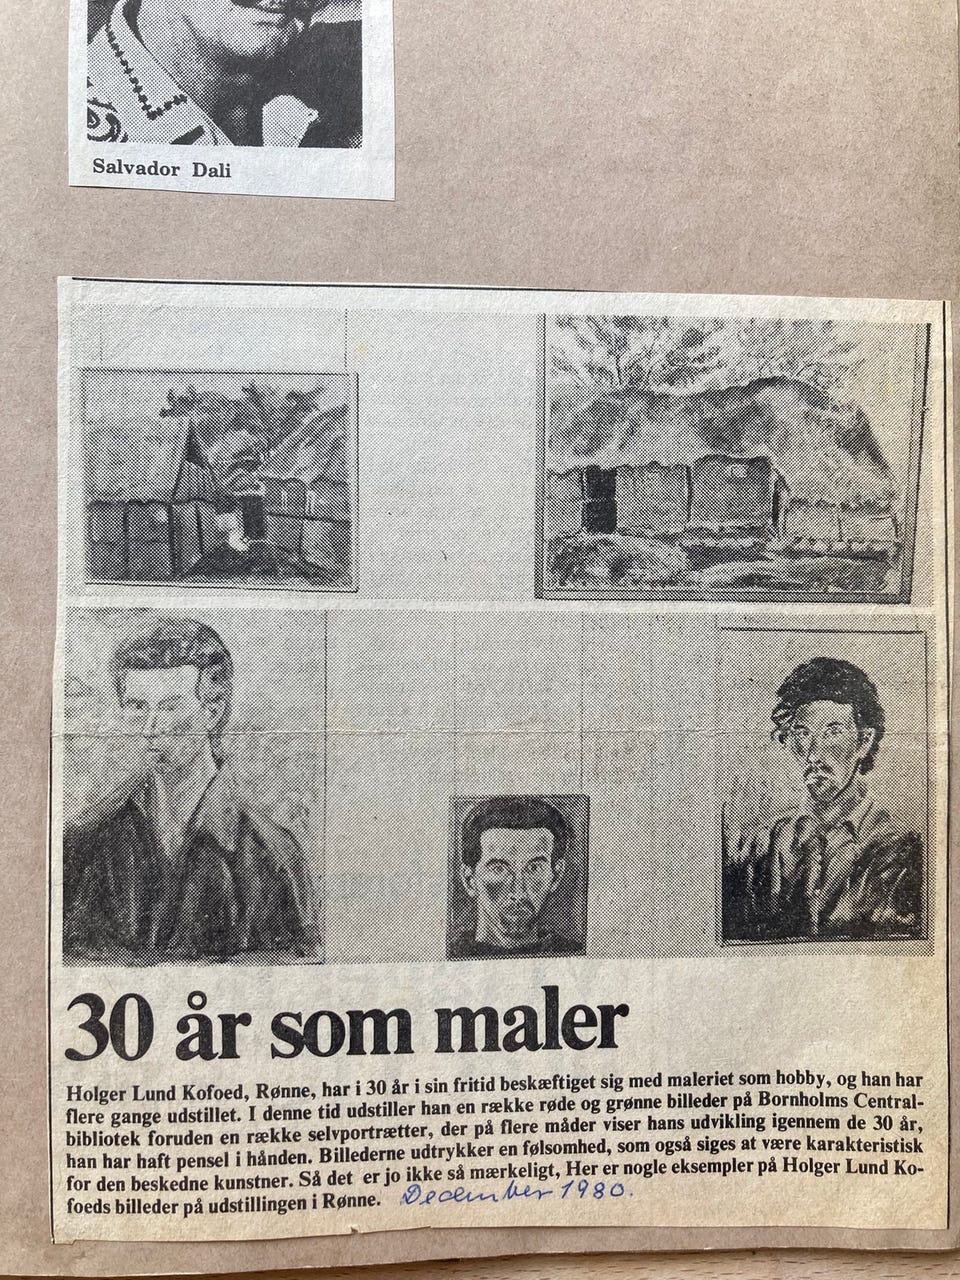 Salvador Dali
30 år som maler
Holger Lund Kofoed, Rønne, har i 30 år i sin fritid beskæftiget sig med maleriet som hobby, og han har
flere gange udstillet. I denne tid udstiller han en række røde og grønne billeder på Bornholms Central-
bibliotek foruden en række selvportrætter, der på flere måder viser hans udvikling igennem de 30 år,
han har haft pensel i hånden. Billederne udtrykker en følsomhed, som også siges at være karakteristisk
for den beskedne kunstner. Så det er jo ikke så mærkeligt, Her er nogle eksempler på Holger Lund Ko-
foeds billeder på udstillingen i Rønne. December 1980.